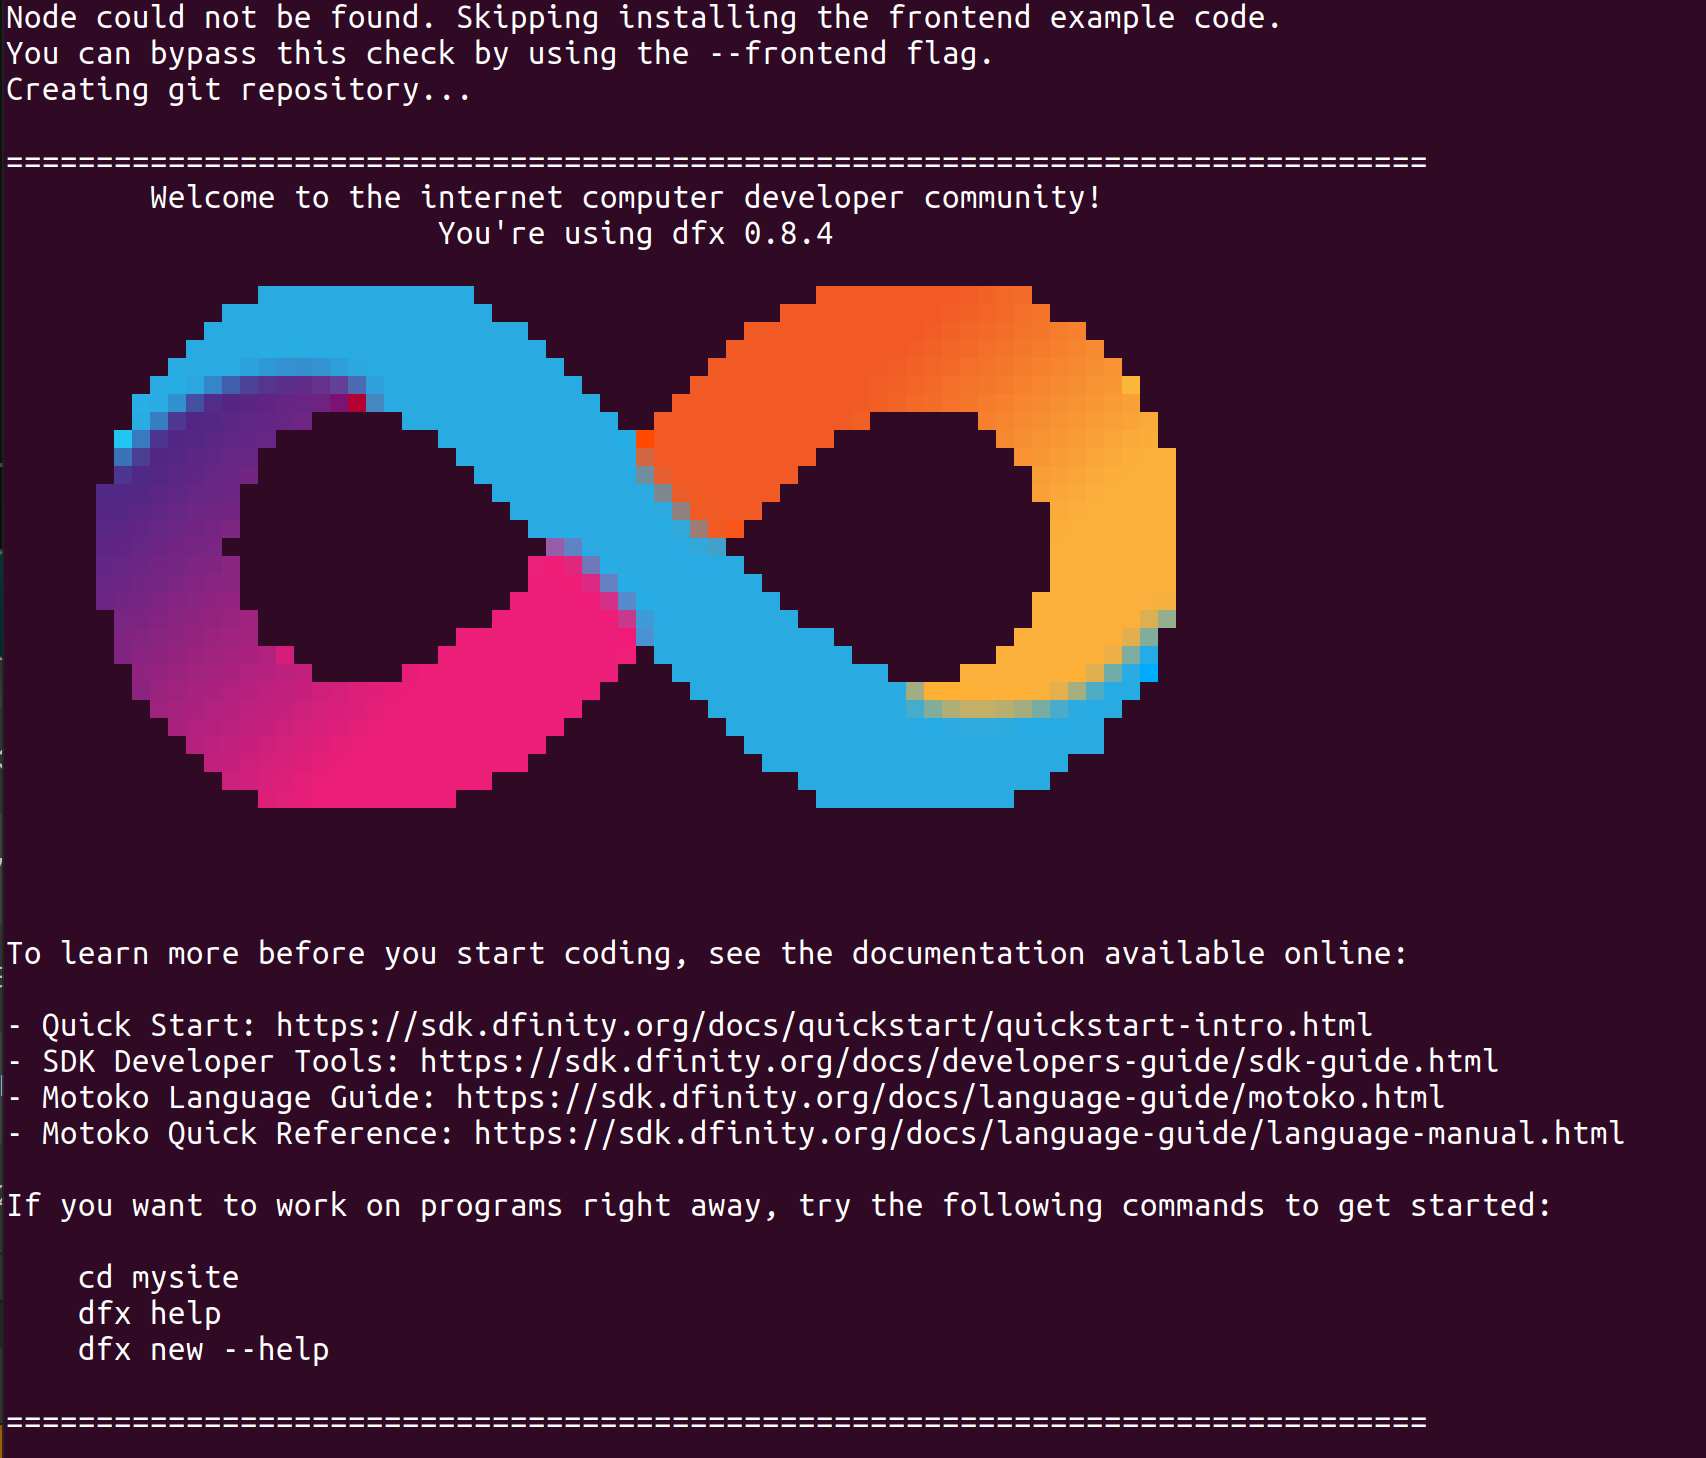 Node could not be found. Skipping installing the frontend example code.
You can bypass this check by using the --frontend flag.
Creating git repository...
===============================================================================
Welcome to the internet computer developer community!
You're using dfx 0.8.4
To learn more before you start coding, see the documentation available online:
- Quick Start: https://sdk.dfinity.org/docs/quickstart/quickstart-intro.html
- SDK Developer Tools: https://sdk.dfinity.org/docs/developers-guide/sdk-guide.html
- Motoko Language Guide: https://sdk.dfinity.org/docs/language-guide/motoko.html
- Motoko Quick Reference: https://sdk.dfinity.org/docs/language-guide/language-manual.html
If you want to work on programs right away, try the following commands to get started:
cd mysite
dfx help
dfx new --help
===============================================================================